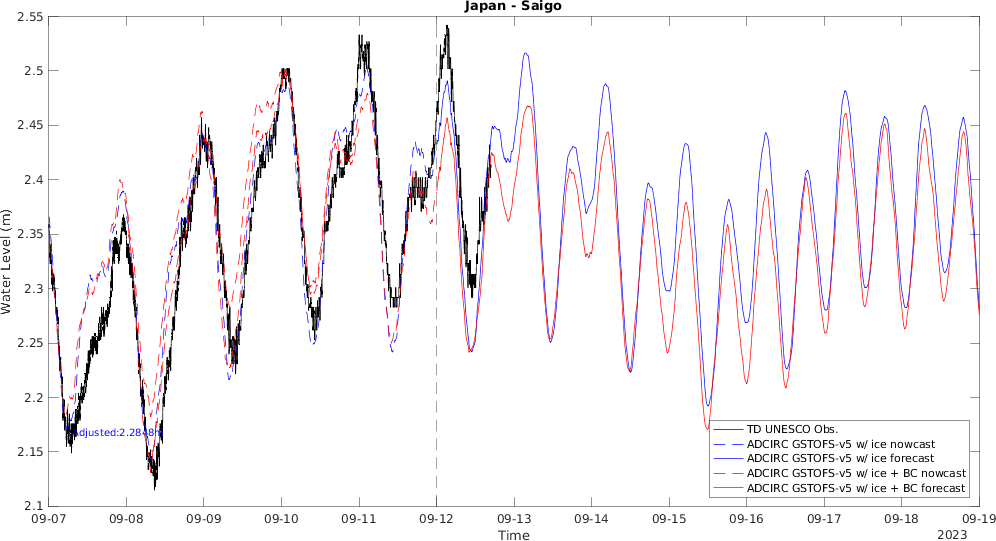 Japan - Saigo
Water Level (m)
2.55
2.5
2.45
2.4
2.35
2.3
2.25
2.2
2.15
2.1
Adjusted:2.2848m
TD UNESCO Obs.
ADCIRC GSTOFS-v5 w/ ice nowcast
ADCIRC GSTOFS-v5 w/ ice forecast
ADCIRC GSTOFS-v5 w/ ice + BC nowcast
ADCIRC GSTOFS-v5 w/ ice + BC forecast
09-07 09-08 09-09 09-10 09-11 09-12 09-13 09-14 09-15 09-16 09-17 09-18 09-19
Time
2023